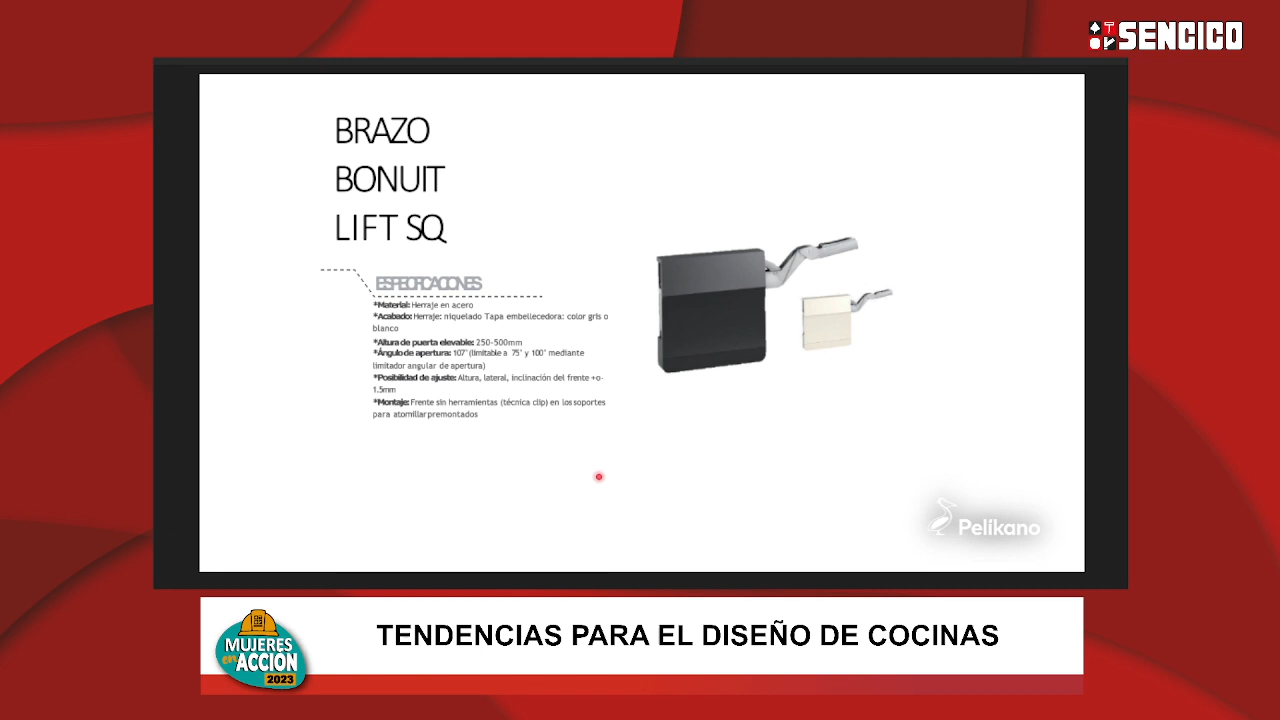 SENCICO
BRAZO
BONUIT
LIFT SQ
ESPECIFICACIONES
*Material: Herraje en acero
*Acabado: Herraje: niquelado Tapa embellecedora: color gris o
blanco
*Altura de puerta elevable: 250-500mm
*Ángulo de apertura: 107°(limitable a 75° y 100° mediante
limitador angular de apertura)
*Posibilidad de ajuste: Altura, lateral, inclinación del frente +o-
1.5mm
*Montaje: Frente sin herramientas (técnica clip) en los soportes
para atornillar premontados
Pelíkano
MUJERES
en ACCIÓN
2023
TENDENCIAS PARA EL DISEÑO DE COCINAS